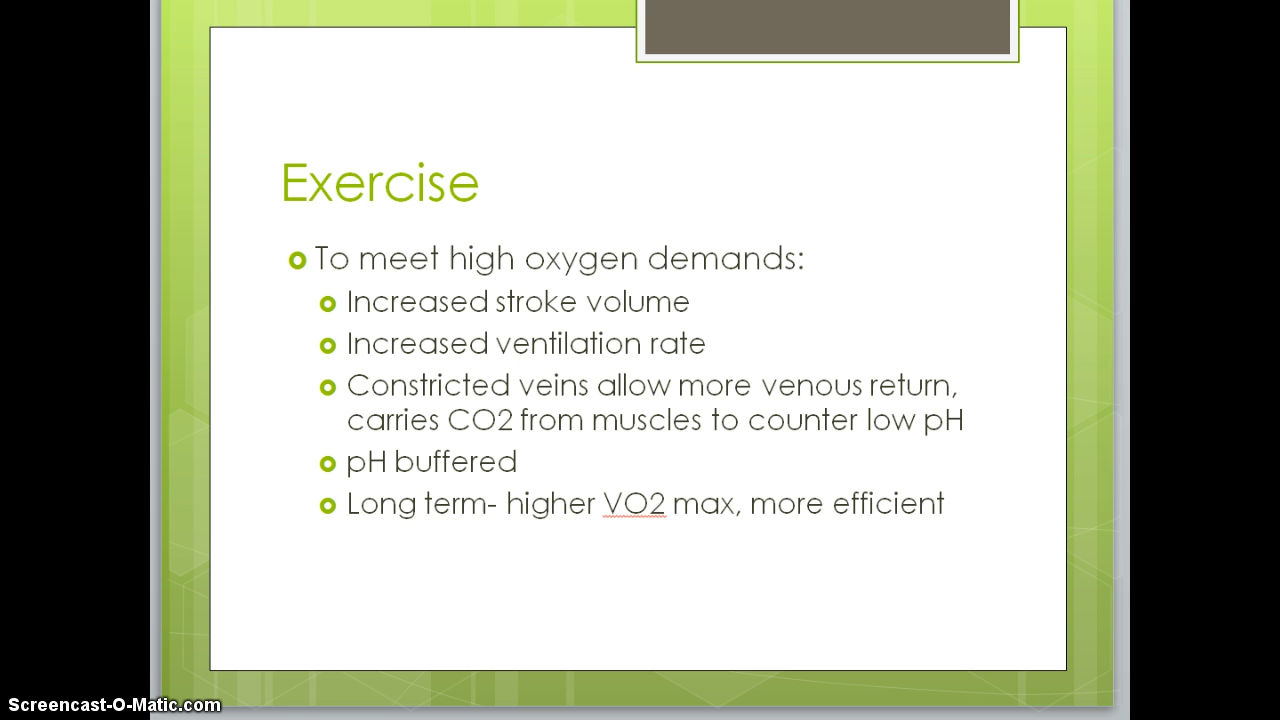 Exercise
To meet high oxygen demands:
Increased stroke volume
Increased ventilation rate
Constricted veins allow more venous return,
carries CO2 from muscles to counter low pH
pH buffered
Long term- higher VO2 max, more efficient
Screencast-O-Matic.com